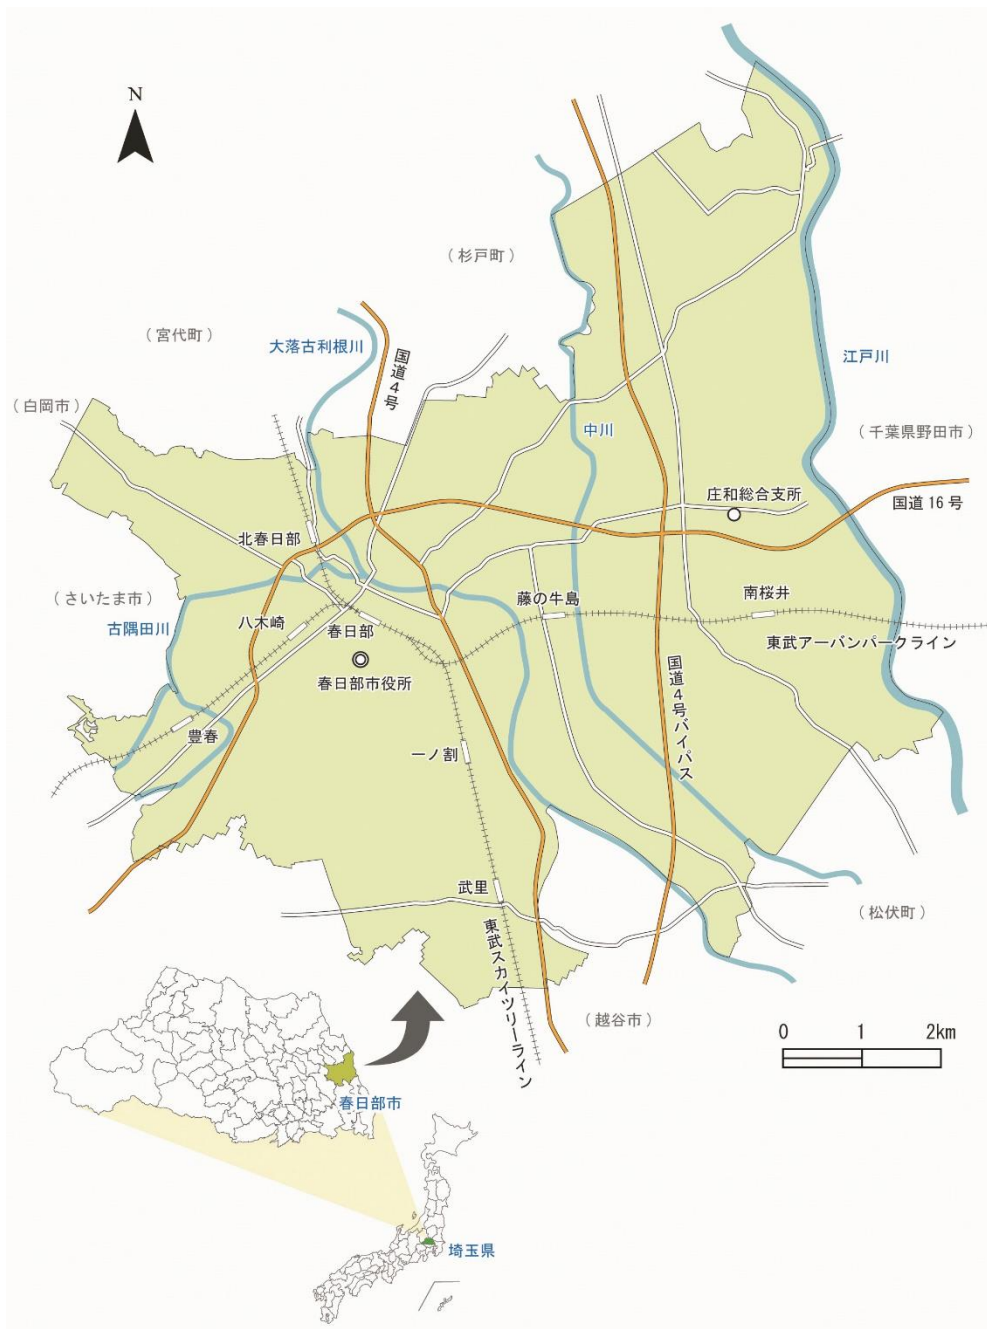 N
（杉戸町）
（宮代町）
大落古利根川
国道4号
江戸川
（白岡市）
中川
（千葉県野田市）
庄和総合支所
国道16号
北春日部
（さいたま市）
古隅田川
八木崎
春日部
藤の牛島
南桜井
東武アーバンパークライン
春日部市役所
国道4号バイパス
豊春
一ノ割
武里
東武スカイツリーライン
（松伏町）
（越谷市）
0 1 2km
春日部市
埼玉県